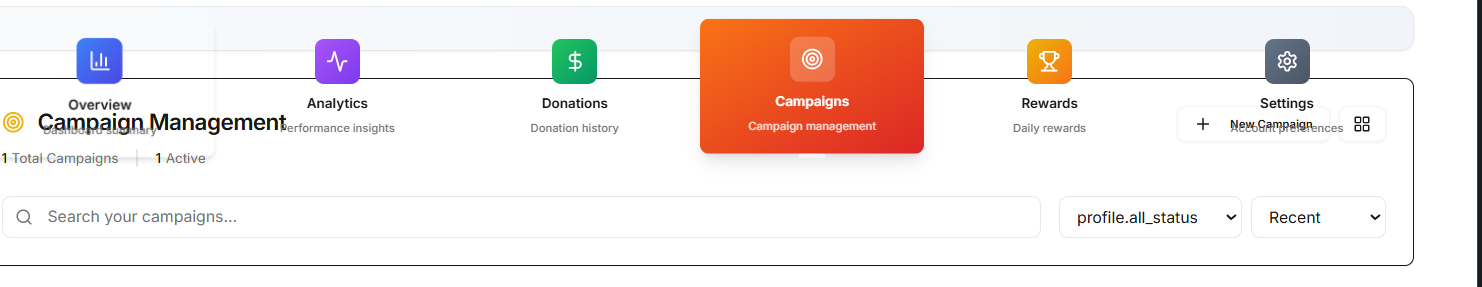 Overview
Dashboard summary
Analytics
Performance insights
Donations
Donation history
Campaigns
Campaign management
Rewards
Daily rewards
Settings
Account preferences
Campaign Management
New Campaign
1 Total Campaigns
1 Active
Search your campaigns...
profile.all_status
Recent